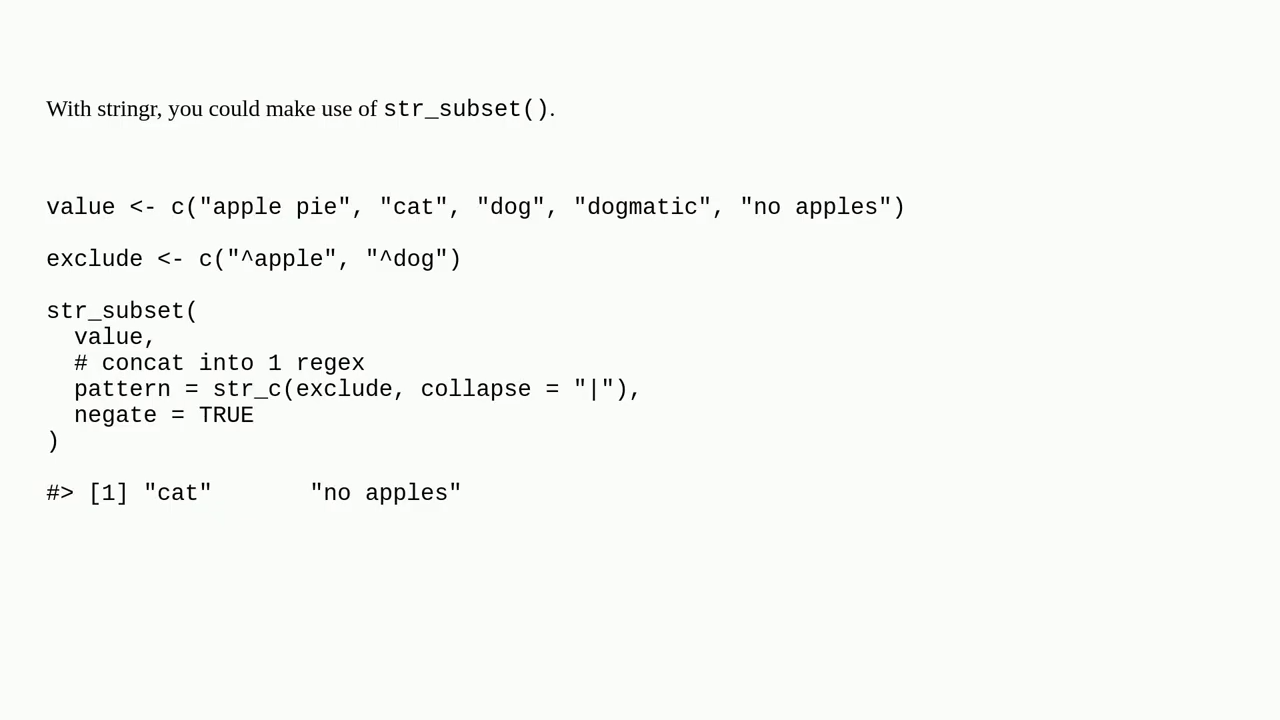 With stringr, you could make use of str_subset().
value <- c("apple pie", "cat", "dog", "dogmatic", "no apples")
exclude <- c("^apple", "^dog")
str_subset(
  value,
  # concat into 1 regex
  pattern = str_c(exclude, collapse = "|"),
  negate = TRUE
)
#> [1] "cat"       "no apples"